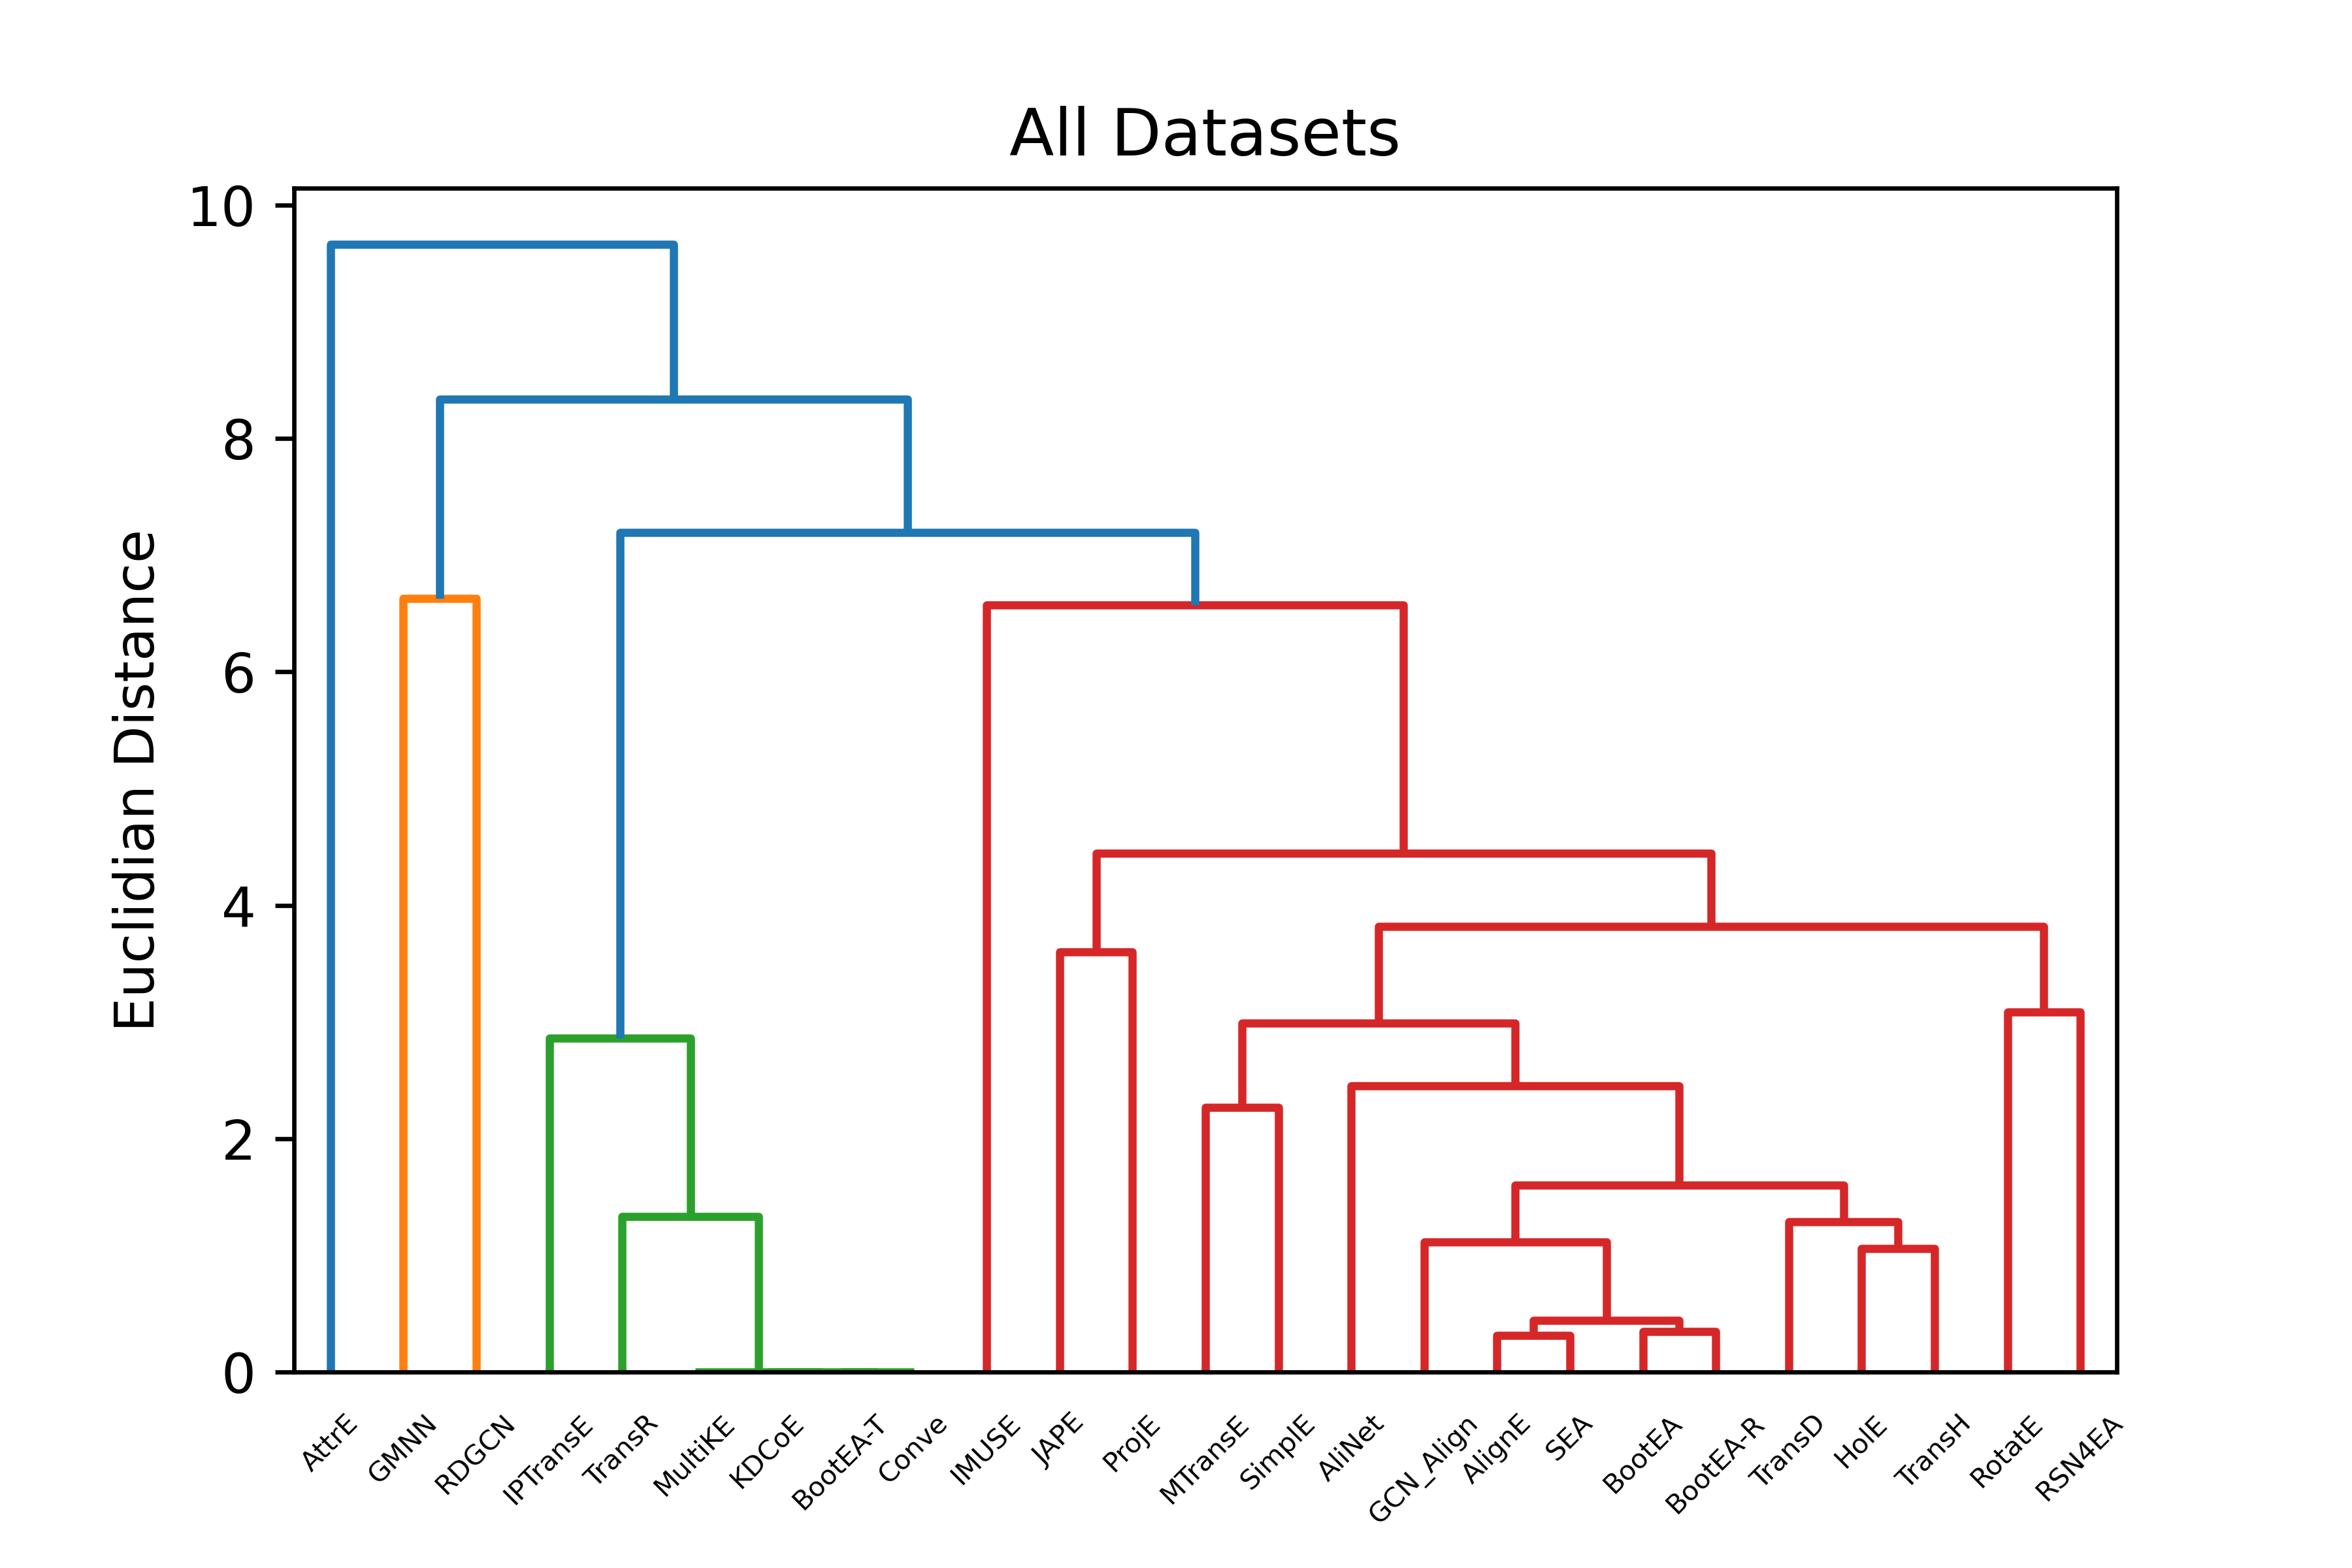 All Datasets
10
8
6
4
2
0
Euclidian Distance
AttrE
GMNN
RDGCN
IPTransE
TransR
MultiKE
KDCoE
BootEA-T
Conve
IMUSE
JAPE
ProjE
MTransE
SimplE
AliNet
GCN_Align
AlignE
SEA
BootEA
BootEA-R
TransD
HolE
TransH
RotatE
RSN4EA